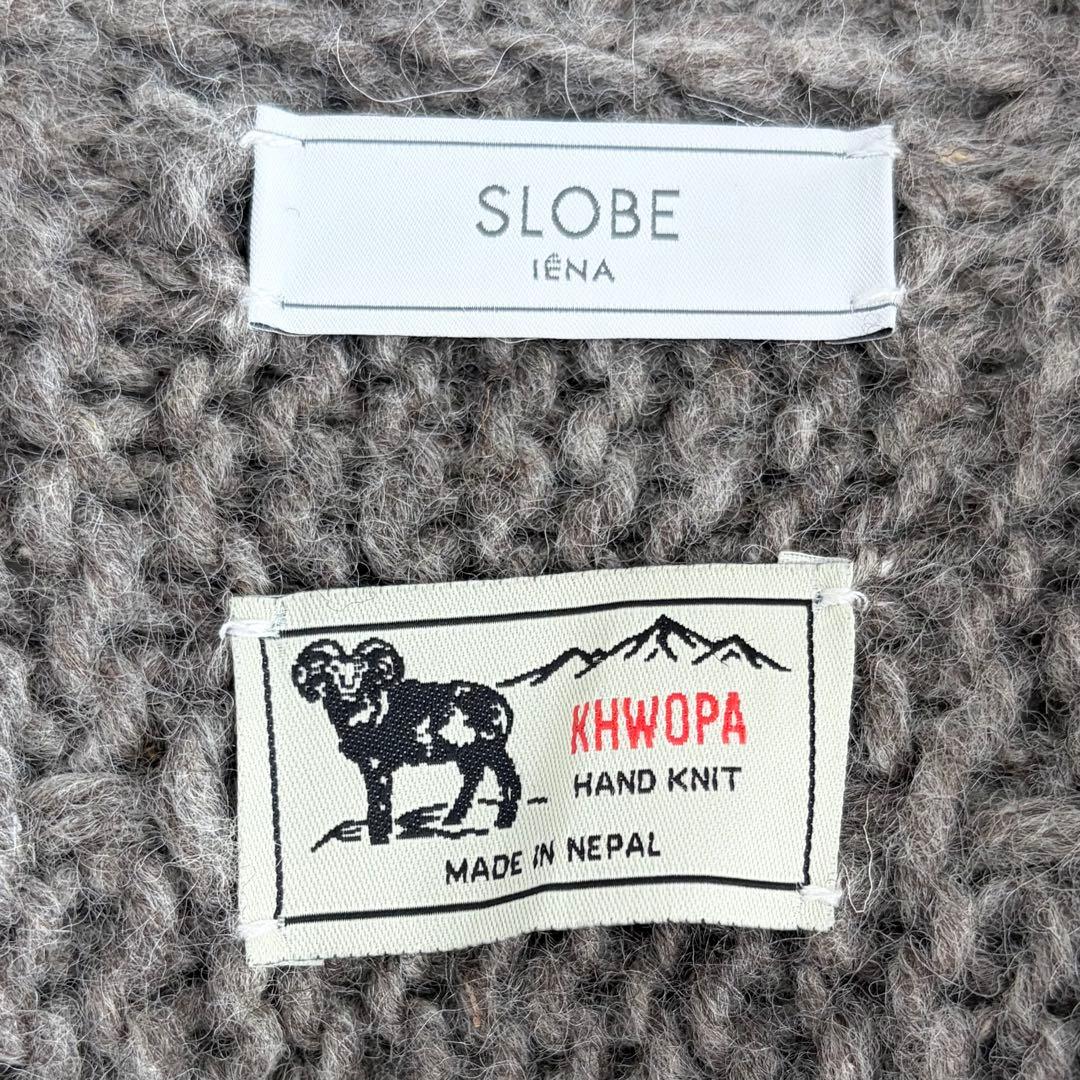 SLOBE
IÉNA
KHWOPA
HAND KNIT
MADE IN NEPAL